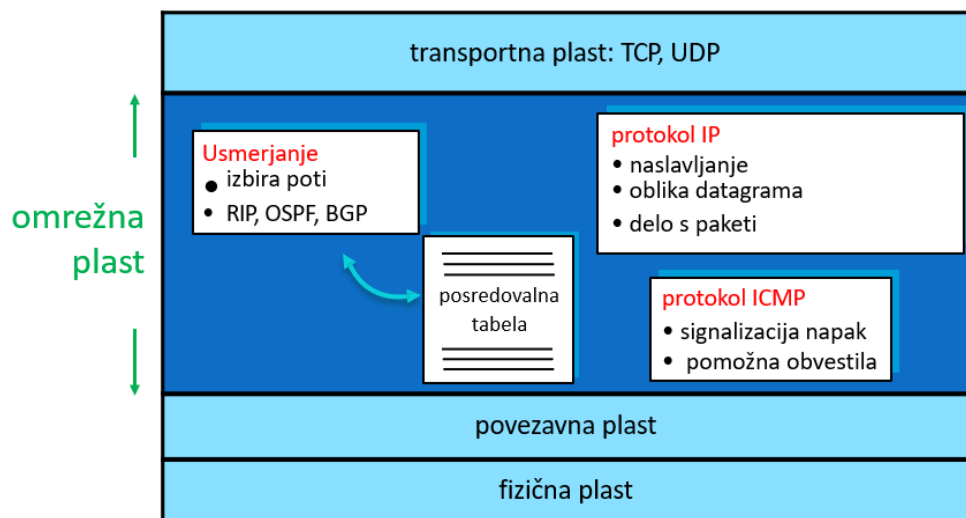 transportna plast: TCP, UDP
omrežna
plast
Usmerjanje
• izbira poti
• RIP, OSPF, BGP
posredovalna
tabela
protokol IP
• naslavljanje
• oblika datagrama
• delo s paketi
protokol ICMP
• signalizacija napak
• pomožna obvestila
povezavna plast
fizična plast